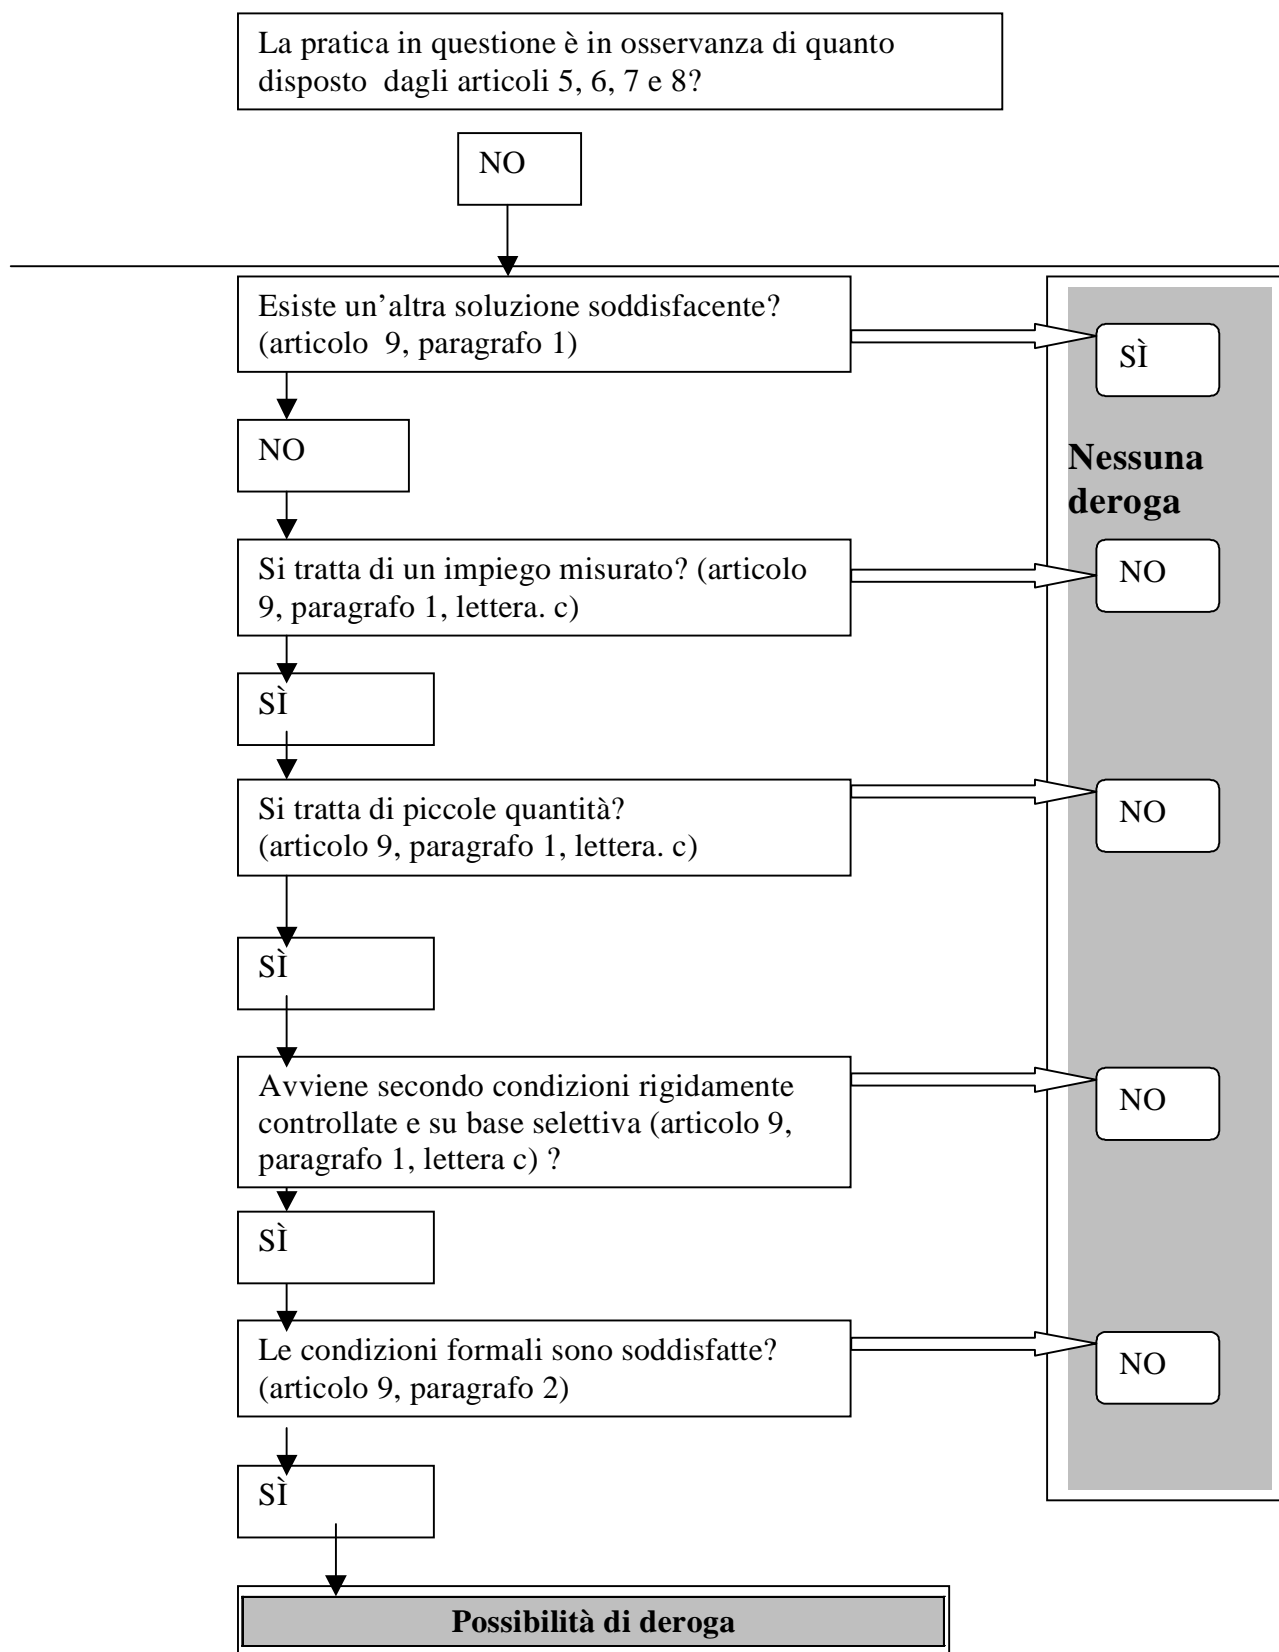 La pratica in questione è in osservanza di quanto
disposto  dagli articoli 5, 6, 7 e 8?
NO
Esiste un’altra soluzione soddisfacente?
(articolo  9, paragrafo 1)
SÌ
NO
Nessuna
deroga
Si tratta di un impiego misurato? (articolo
9, paragrafo 1, lettera. c)
NO
SÌ
Si tratta di piccole quantità?
(articolo 9, paragrafo 1, lettera. c)
NO
SÌ
Avviene secondo condizioni rigidamente
controllate e su base selettiva (articolo 9,
paragrafo 1, lettera c) ?
NO
SÌ
Le condizioni formali sono soddisfatte?
(articolo 9, paragrafo 2)
NO
SÌ
Possibilità di deroga